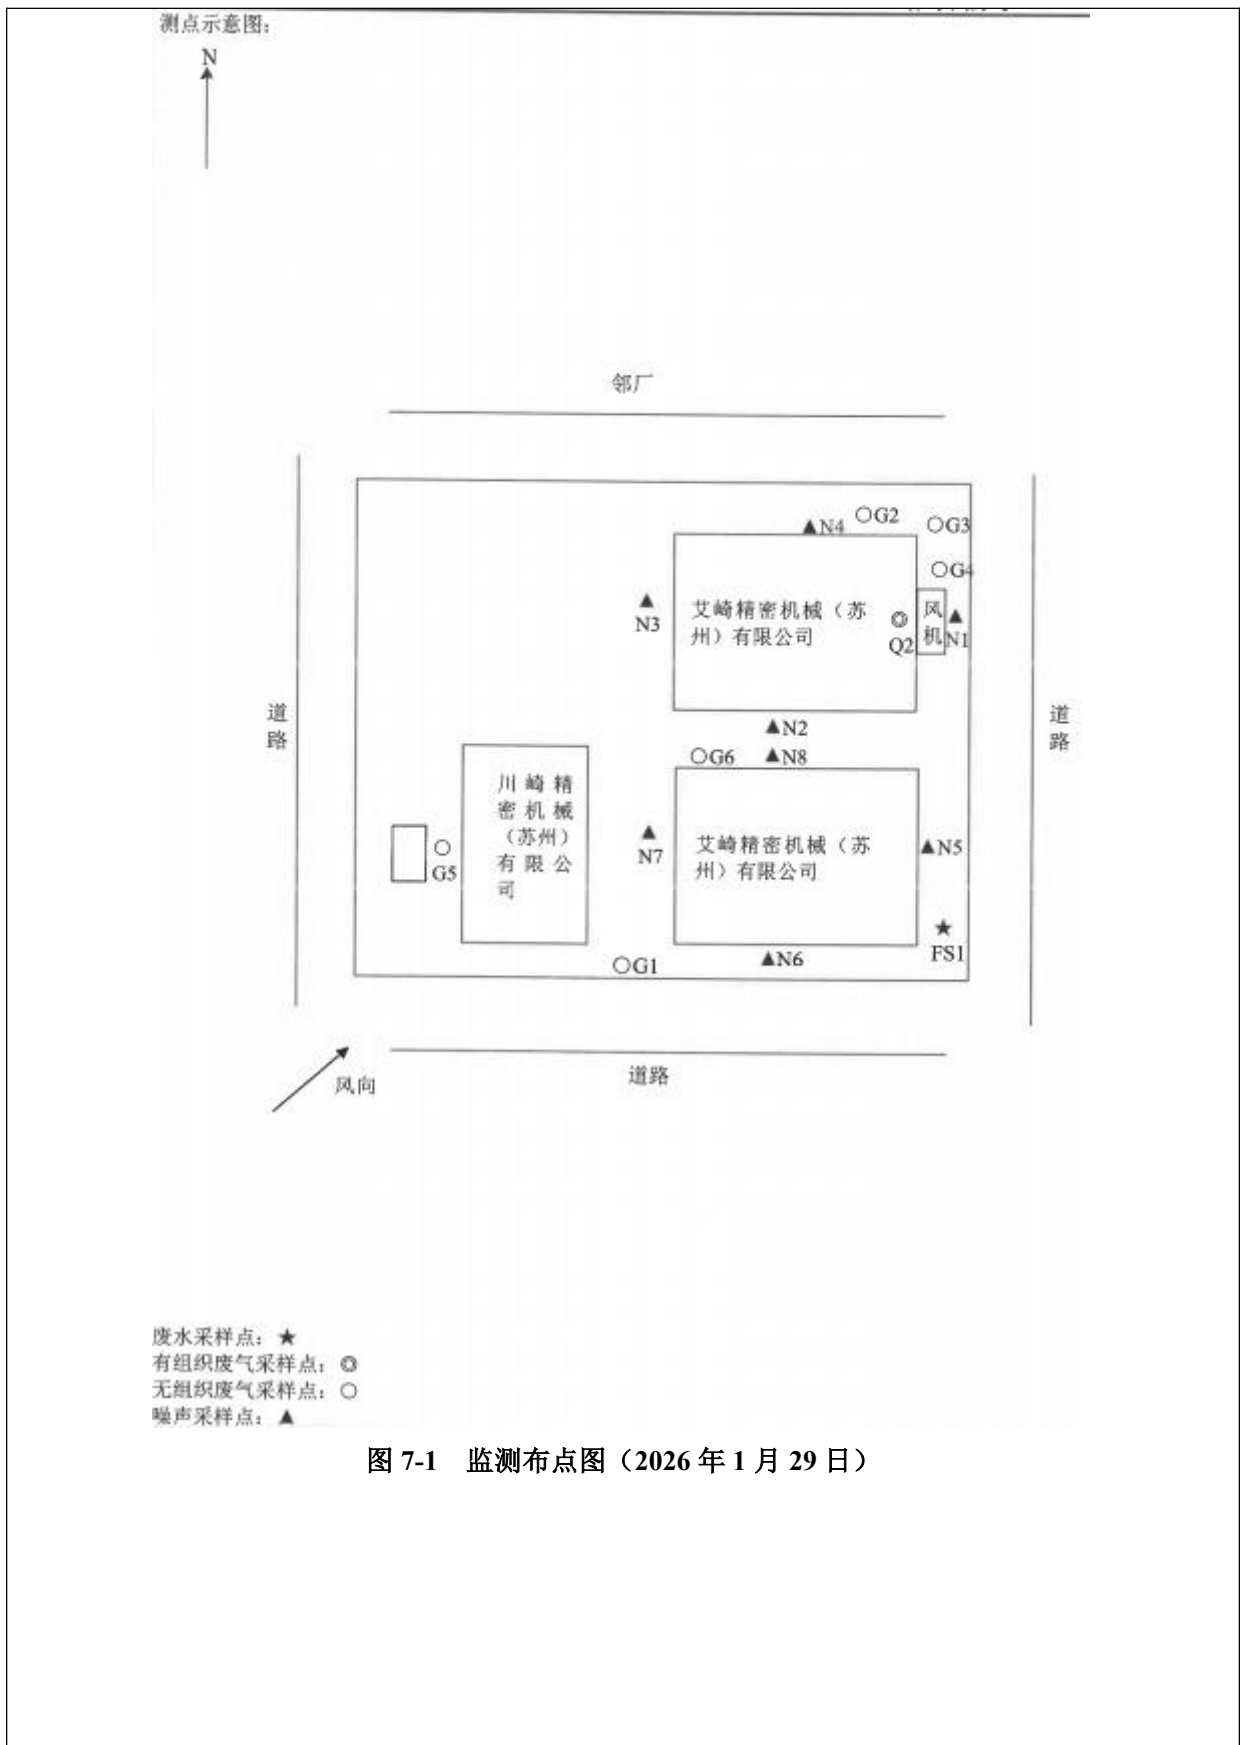 测点示意图：
N
邻厂
○G2
▲N4
○G3
○G4
▲
N3
艾崎精密机械（苏
州）有限公司
◎
Q2
风
机
▲
N1
道
路
道
路
▲N2
○G6
▲N8
川崎精
密机械
（苏州）
有限公
司
▲
N7
艾崎精密机械（苏
州）有限公司
▲N5
○
G5
★
FS1
○G1
▲N6
风向
道路
废水采样点：★
有组织废气采样点：◎
无组织废气采样点：○
噪声采样点：▲
图 7-1 监测布点图（2026 年 1 月 29 日）